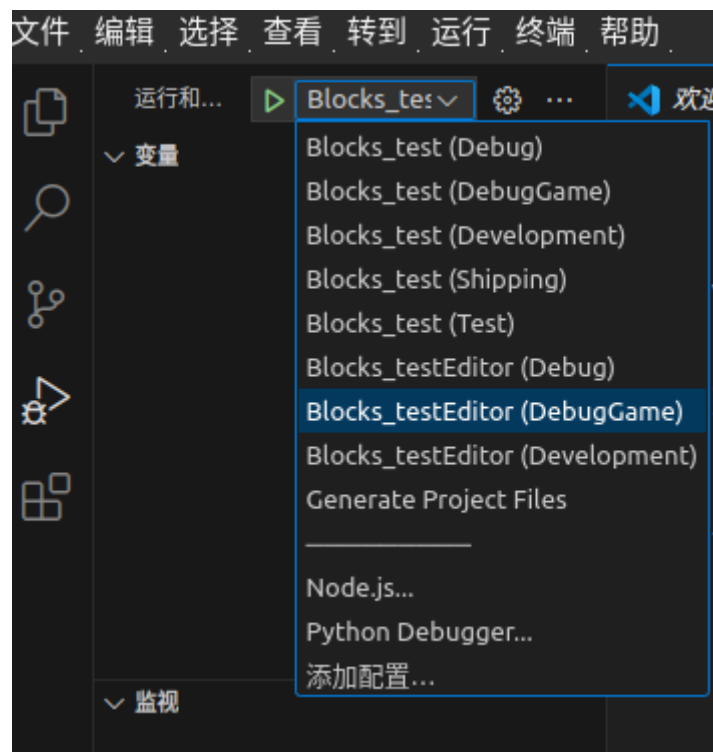 文件 编辑 选择 查看 转到 运行 终端 帮助
运行和... Blocks_tes ... 欢迎
变量
Blocks_test (Debug)
Blocks_test (DebugGame)
Blocks_test (Development)
Blocks_test (Shipping)
Blocks_test (Test)
Blocks_testEditor (Debug)
Blocks_testEditor (DebugGame)
Blocks_testEditor (Development)
Generate Project Files
Node.js...
Python Debugger...
添加配置...
监视